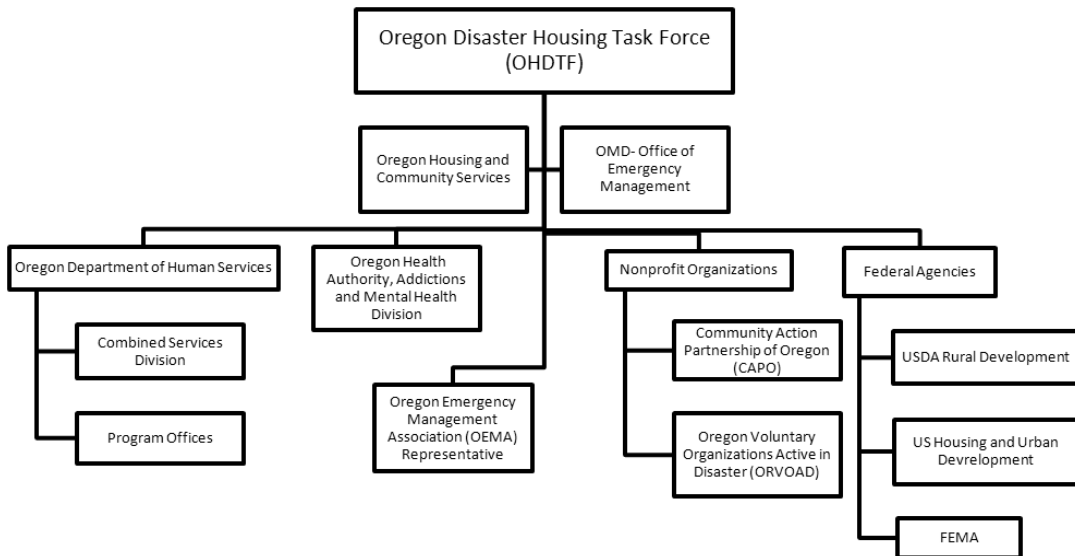 Oregon Disaster Housing Task Force
(OHDTF)
Oregon Housing and
Community Services
OMD- Office of
Emergency
Management
Oregon Department of Human Services
Combined Services
Division
Program Offices
Oregon Health
Authority, Addictions
and Mental Health
Division
Oregon Emergency
Management
Association (OEMA)
Representative
Nonprofit Organizations
Community Action
Partnership of Oregon
(CAPO)
Oregon Voluntary
Organizations Active in
Disaster (ORVOAD)
Federal Agencies
USDA Rural Development
US Housing and Urban
Devrelopment
FEMA